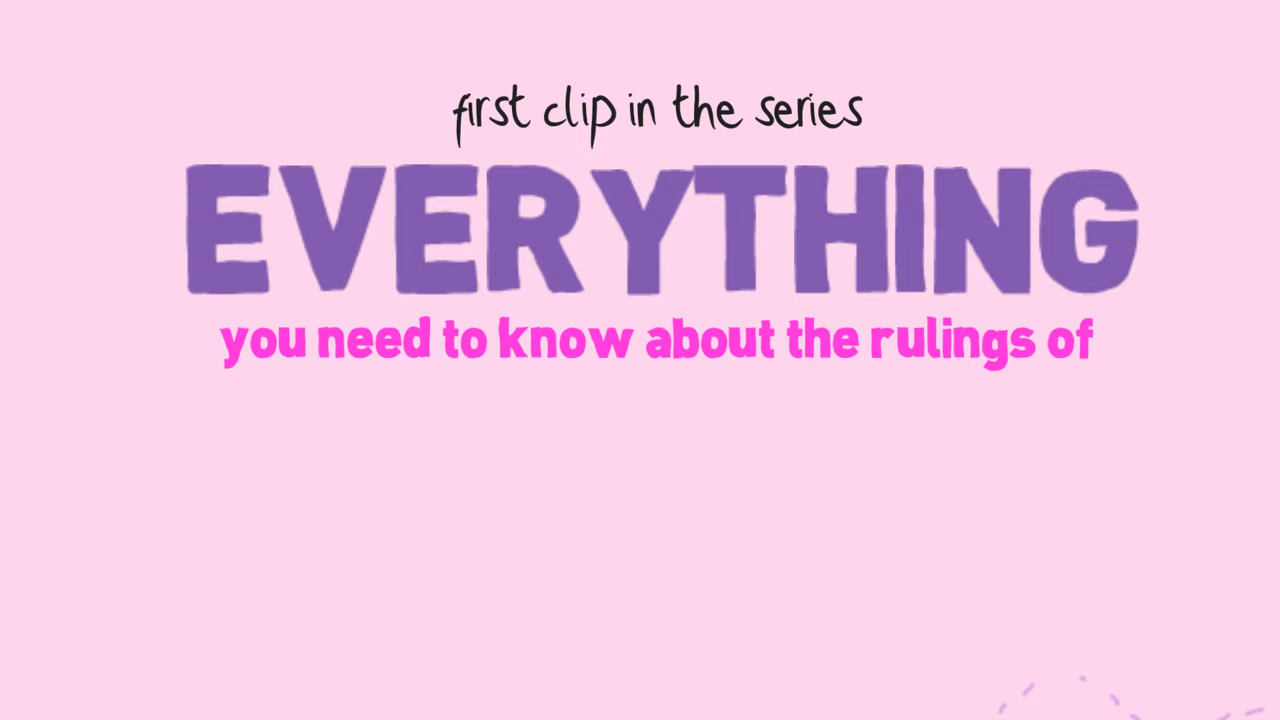 first clip in the series
EVERYTHING
you need to know about the rulings of